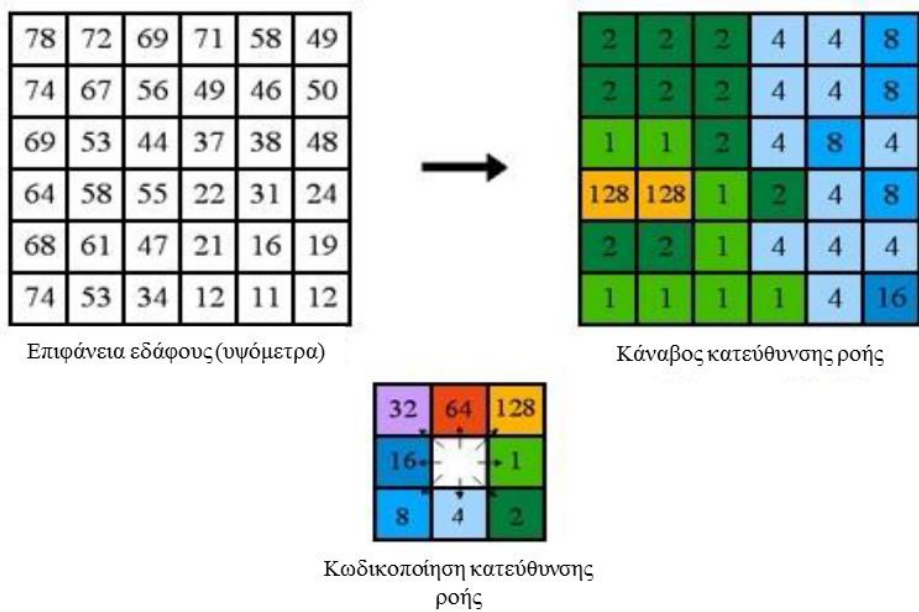 78 72 69 71 58 49
74 67 56 49 46 50
69 53 44 37 38 48
64 58 55 22 31 24
68 61 47 21 16 19
74 53 34 12 11 12
Επιφάνεια εδάφους (υψόμετρα)
2 2 2 4 4 8
2 2 2 4 4 8
1 1 2 4 8 4
128 128 1 2 4 8
2 2 1 4 4 4
1 1 1 1 4 16
Κάναβος κατεύθυνσης ροής
32 64 128
16 1
8 4 2
Κωδικοποίηση κατεύθυνσης
ροής